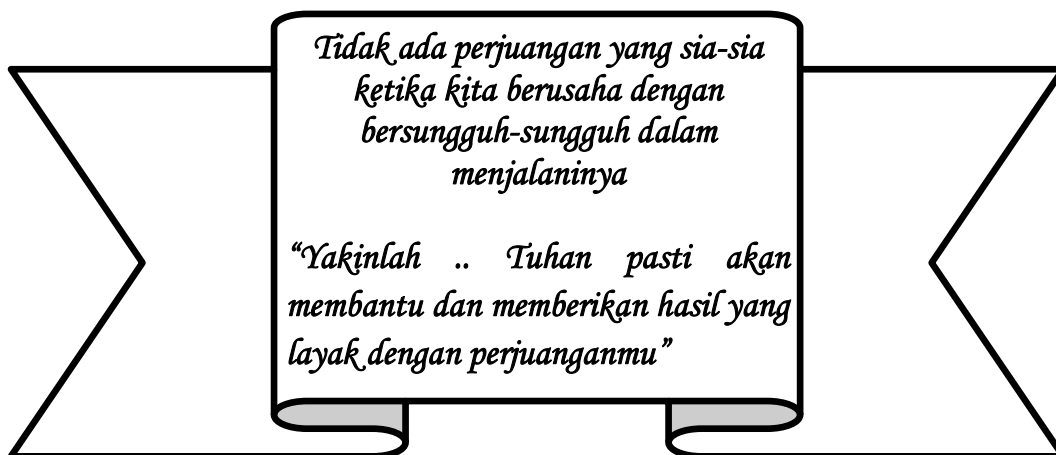 Tidak ada perjuangan yang sia-sia
ketika kita berusaha dengan
bersungguh-sungguh dalam
menjalaninya
“Yakinlah .. Tuhan pasti akan
membantu dan memberikan hasil yang
layak dengan perjuanganmu”